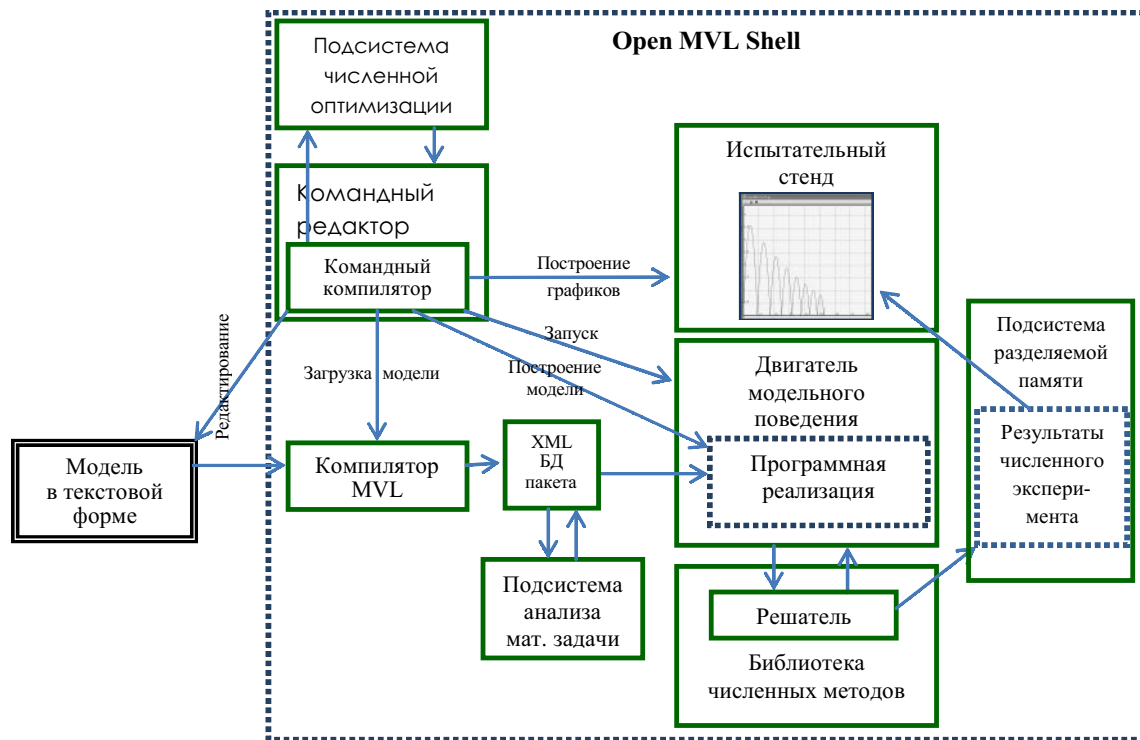 Open MVL Shell
Подсистема
численной
оптимизации
Командный
редактор
Командный
компилятор
Испытательный
стенд
Построение
графиков
Запуск
Построение
модели
Загрузка модели
Редактирование
Модель
в текстовой
форме
Компилятор
MVL
XML
БД
пакета
Подсистема
анализа
мат. задачи
Двигатель
модельного
поведения
Программная
реализация
Решатель
Библиотека
численных методов
Подсистема
разделяемой
памяти
Результаты
численного
экспери-
мента